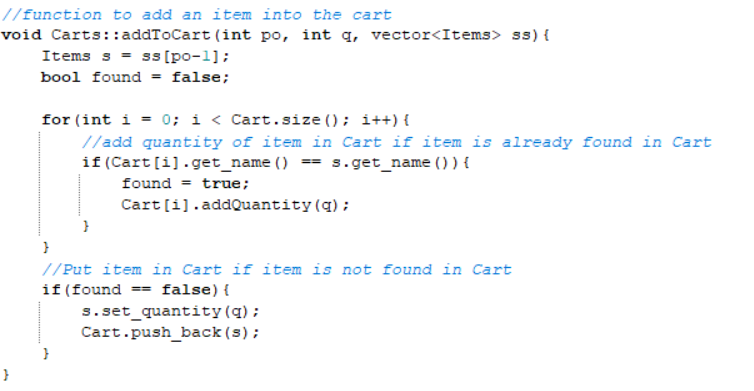 //function to add an item into the cart
void Carts::addToCart(int po, int q, vector<Items> ss){
Items s = ss[po-1];
bool found = false;
for(int i = 0; i < Cart.size(); i++){
//add quantity of item in Cart if item is already found in Cart
if(Cart[i].get_name() == s.get_name()){
found = true;
Cart[i].addQuantity(q);
}
}
//Put item in Cart if item is not found in Cart
if(found == false){
s.set_quantity(q);
Cart.push_back(s);
}
}